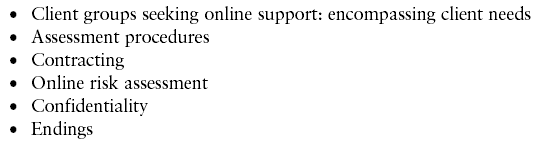 • Client groups seeking online support: encompassing client needs
• Assessment procedures
• Contracting
• Online risk assessment
• Confidentiality
• Endings